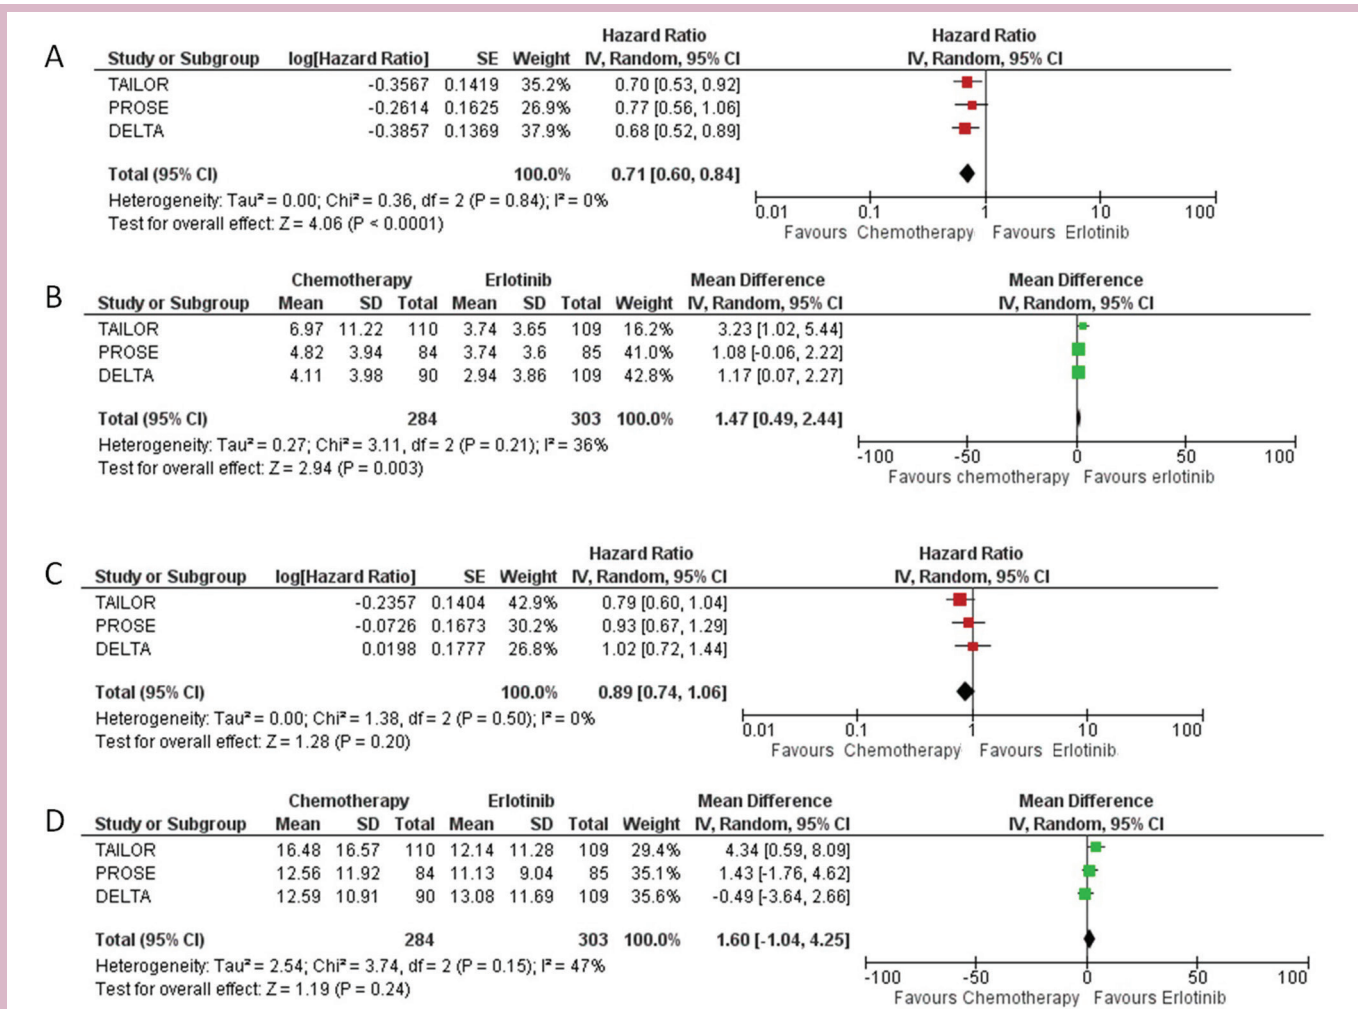 A
Hazard Ratio Hazard Ratio
Study or Subgroup log[Hazard Ratio] SE Weight IV, Random, 95% CI IV, Random, 95% CI
TAILOR -0.3567 0.1419 35.2% 0.70 [0.53, 0.92]
PROSE -0.2614 0.1625 26.9% 0.77 [0.56, 1.06]
DELTA -0.3857 0.1369 37.9% 0.68 [0.52, 0.89]
Total (95% CI) 100.0% 0.71 [0.60, 0.84]
Heterogeneity: Tau² = 0.00; Chi² = 0.36, df = 2 (P = 0.84); I² = 0%
Test for overall effect: Z = 4.06 (P < 0.0001)
0.01 0.1 1 10 100
Favours Chemotherapy Favours Erlotinib
B
Chemotherapy Erlotinib Mean Difference Mean Difference
Study or Subgroup Mean SD Total Mean SD Total Weight IV, Random, 95% CI IV, Random, 95% CI
TAILOR 6.97 11.22 110 3.74 3.65 109 16.2% 3.23 [1.02, 5.44]
PROSE 4.82 3.94 84 3.74 3.6 85 41.0% 1.08 [-0.06, 2.22]
DELTA 4.11 3.98 90 2.94 3.86 109 42.8% 1.17 [0.07, 2.27]
Total (95% CI) 284 303 100.0% 1.47 [0.49, 2.44]
Heterogeneity: Tau² = 0.27; Chi² = 3.11, df = 2 (P = 0.21); I² = 36%
Test for overall effect: Z = 2.94 (P = 0.003)
-100 -50 0 50 100
Favours chemotherapy Favours erlotinib
C
Hazard Ratio Hazard Ratio
Study or Subgroup log[Hazard Ratio] SE Weight IV, Random, 95% CI IV, Random, 95% CI
TAILOR -0.2357 0.1404 42.9% 0.79 [0.60, 1.04]
PROSE -0.0726 0.1673 30.2% 0.93 [0.67, 1.29]
DELTA 0.0198 0.1777 26.8% 1.02 [0.72, 1.44]
Total (95% CI) 100.0% 0.89 [0.74, 1.06]
Heterogeneity: Tau² = 0.00; Chi² = 1.38, df = 2 (P = 0.50); I² = 0%
Test for overall effect: Z = 1.28 (P = 0.20)
0.01 0.1 1 10 100
Favours Chemotherapy Favours Erlotinib
D
Chemotherapy Erlotinib Mean Difference Mean Difference
Study or Subgroup Mean SD Total Mean SD Total Weight IV, Random, 95% CI IV, Random, 95% CI
TAILOR 16.48 16.57 110 12.14 11.28 109 29.4% 4.34 [0.59, 8.09]
PROSE 12.56 11.92 84 11.13 9.04 85 35.1% 1.43 [-1.76, 4.62]
DELTA 12.59 10.91 90 13.08 11.69 109 35.6% -0.49 [-3.64, 2.66]
Total (95% CI) 284 303 100.0% 1.60 [-1.04, 4.25]
Heterogeneity: Tau² = 2.54; Chi² = 3.74, df = 2 (P = 0.15); I² = 47%
Test for overall effect: Z = 1.19 (P = 0.24)
-100 -50 0 50 100
Favours Chemotherapy Favours Erlotinib